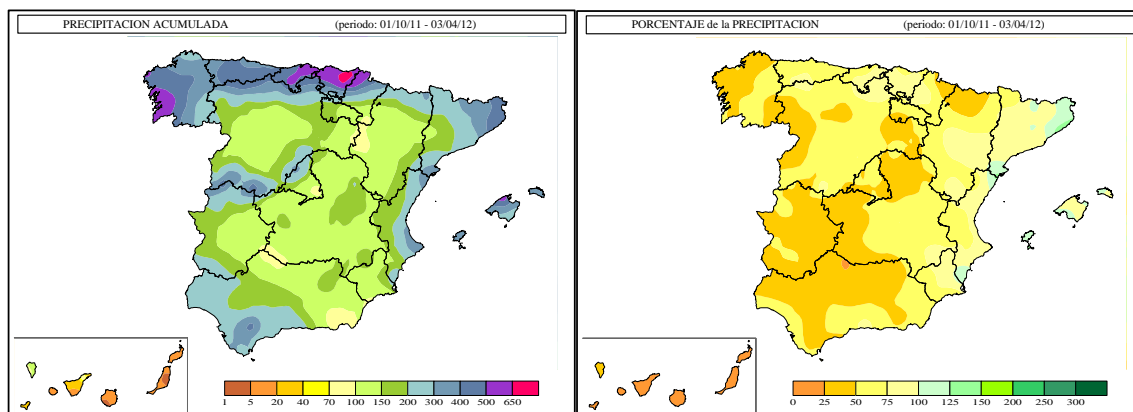 PRECIPITACION ACUMULADA (periodo: 01/10/11 - 03/04/12)
1 5 20 40 70 100 150 200 300 400 500 650
PORCENTAJE de la PRECIPITACION (periodo: 01/10/11 - 03/04/12)
0 25 50 75 100 125 150 200 250 300